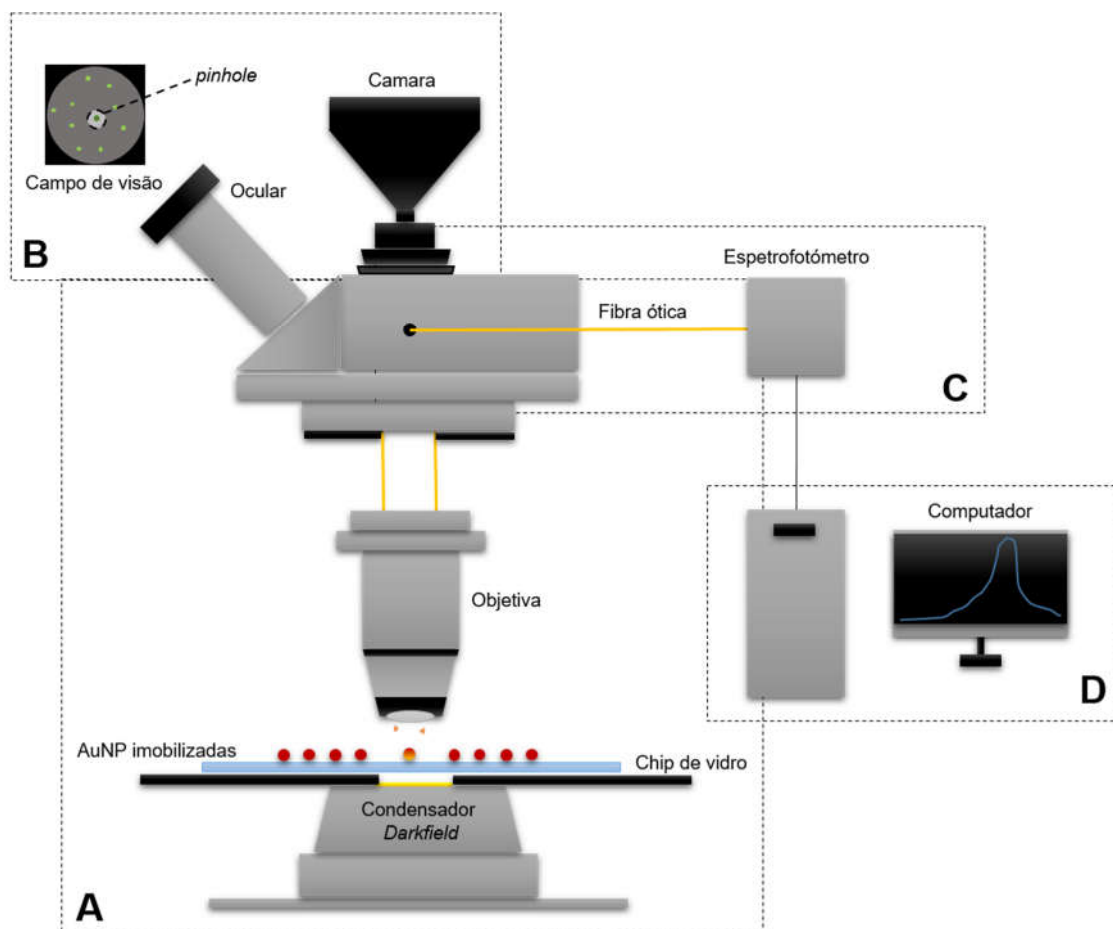 pinhole
Camara
Campo de visão
Ocular
B
Espetrofotómetro
Fibra ótica
C
Computador
Objetiva
D
AuNP imobilizadas
Chip de vidro
Condensador
Darkfield
A